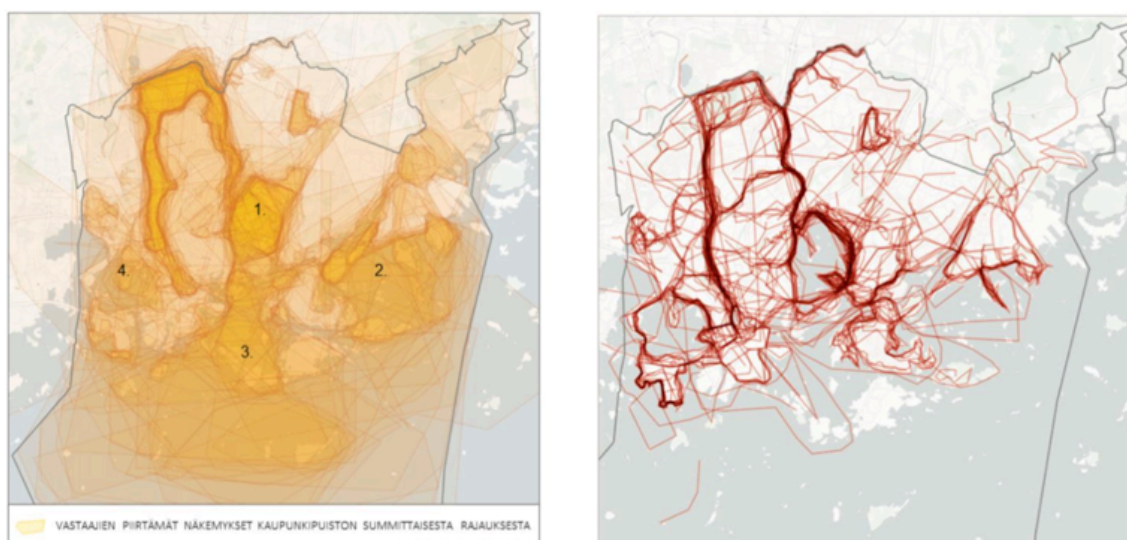 1.
2.
4.
3.
VASTAAJIEN PIIRTÄMÄT NÄKEMYKSET KAUPUNKIPUISTON SUMMITTAISESTA RAJAUKSESTA